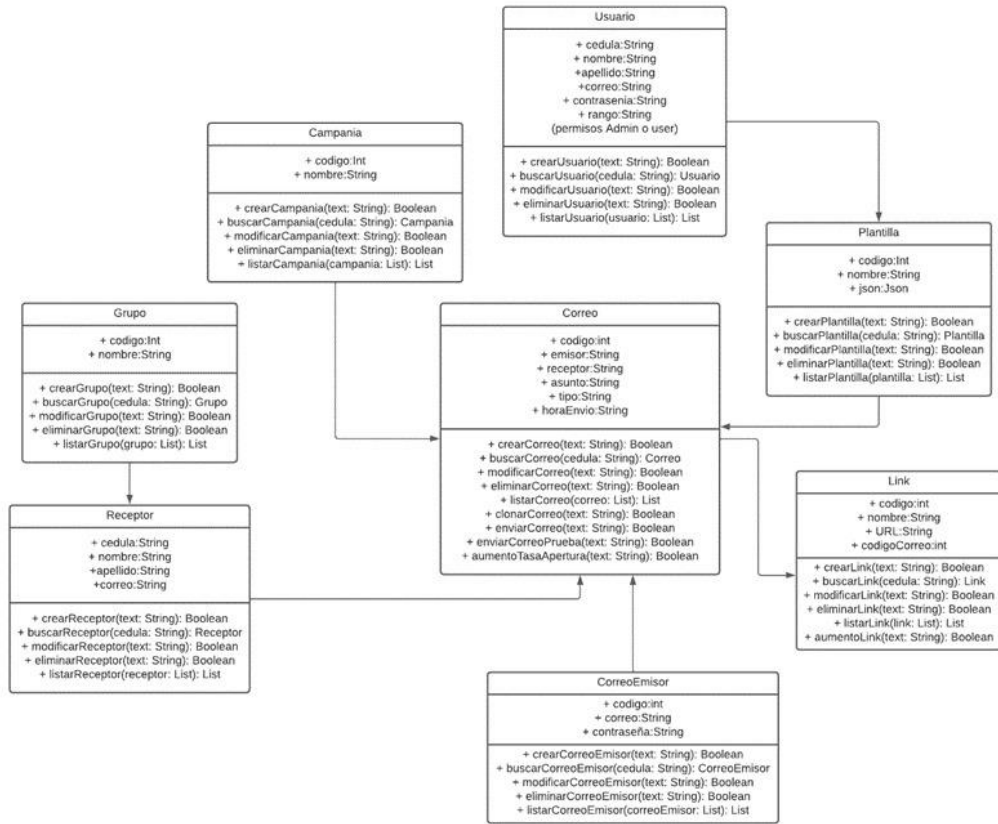 Usuario
+ cedula:String
+ nombre:String
+apellido:String
+correo:String
+ contrasenia:String
+ rango:String
(permisos Admin o user)
+ crearUsuario(text: String): Boolean
+ buscarUsuario(cedula: String): Usuario
+ modificarUsuario(text: String): Boolean
+ eliminarUsuario(text: String): Boolean
+ listarUsuario(usuario: List): List
Campania
+ codigo:Int
+ nombre:String
+ crearCampania(text: String): Boolean
+ buscarCampania(cedula: String): Campania
+ modificarCampania(text: String): Boolean
+ eliminarCampania(text: String): Boolean
+ listarCampania(campania: List): List
Plantilla
+ codigo:Int
+ nombre:String
+ json:Json
+ crearPlantilla(text: String): Boolean
+ buscarPlantilla(cedula: String): Plantilla
+ modificarPlantilla(text: String): Boolean
+ eliminarPlantilla(text: String): Boolean
+ listarPlantilla(plantilla: List): List
Grupo
+ codigo:Int
+ nombre:String
+ crearGrupo(text: String): Boolean
+ buscarGrupo(cedula: String): Grupo
+ modificarGrupo(text: String): Boolean
+ eliminarGrupo(text: String): Boolean
+ listarGrupo(grupo: List): List
Correo
+ codigo:int
+ emisor:String
+ receptor:String
+ asunto:String
+ tipo:String
+ horaEnvio:String
+ crearCorreo(text: String): Boolean
+ buscarCorreo(cedula: String): Correo
+ modificarCorreo(text: String): Boolean
+ eliminarCorreo(text: String): Boolean
+ listarCorreo(correo: List): List
+ clonarCorreo(text: String): Boolean
+ enviarCorreo(text: String): Boolean
+ enviarCorreoPrueba(text: String): Boolean
+ aumentoTasaApertura(text: String): Boolean
Link
+ codigo:int
+ nombre:String
+ URL:String
+ codigoCorreo:int
+ crearLink(text: String): Boolean
+ buscarLink(cedula: String): Link
+ modificarLink(text: String): Boolean
+ eliminarLink(text: String): Boolean
+ listarLink(link: List): List
+ aumentoLink(text: String): Boolean
Receptor
+ cedula:String
+ nombre:String
+apellido:String
+correo:String
+ crearReceptor(text: String): Boolean
+ buscarReceptor(cedula: String): Receptor
+ modificarReceptor(text: String): Boolean
+ eliminarReceptor(text: String): Boolean
+ listarReceptor(receptor: List): List
CorreoEmisor
+ codigo:int
+ correo:String
+ contraseña:String
+ crearCorreoEmisor(text: String): Boolean
+ buscarCorreoEmisor(cedula: String): CorreoEmisor
+ modificarCorreoEmisor(text: String): Boolean
+ eliminarCorreoEmisor(text: String): Boolean
+ listarCorreoEmisor(correoEmisor: List): List